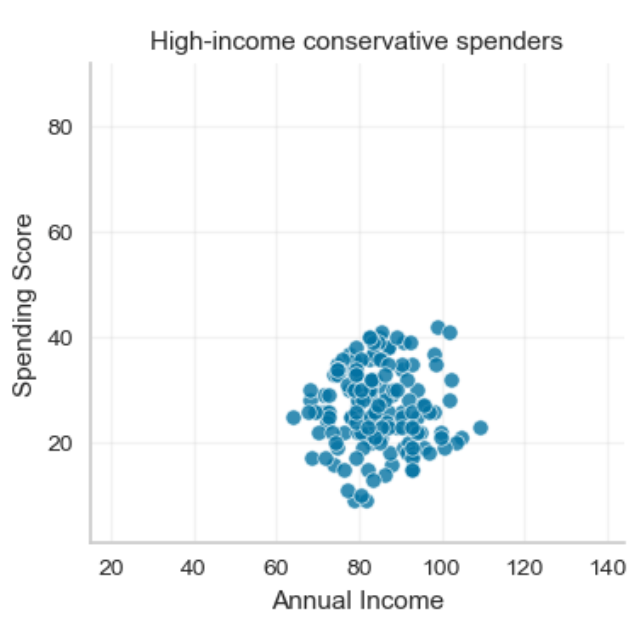 High-income conservative spenders
80
60
40
20
Spending Score
20 40 60 80 100 120 140
Annual Income